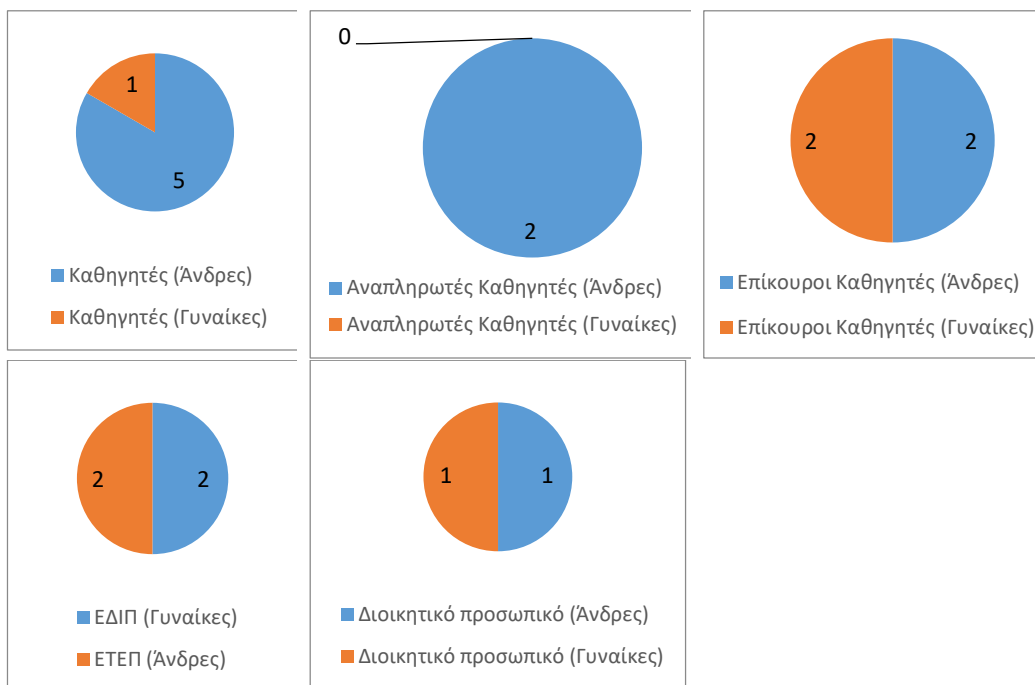 1
5
Καθηγητές (Άνδρες)
Καθηγητές (Γυναίκες)
0
2
Αναπληρωτές Καθηγητές (Άνδρες)
Αναπληρωτές Καθηγητές (Γυναίκες)
2 2
Επίκουροι Καθηγητές (Άνδρες)
Επίκουροι Καθηγητές (Γυναίκες)
2 2
ΕΔΙΠ (Γυναίκες)
ΕΤΕΠ (Άνδρες)
1 1
Διοικητικό προσωπικό (Άνδρες)
Διοικητικό προσωπικό (Γυναίκες)